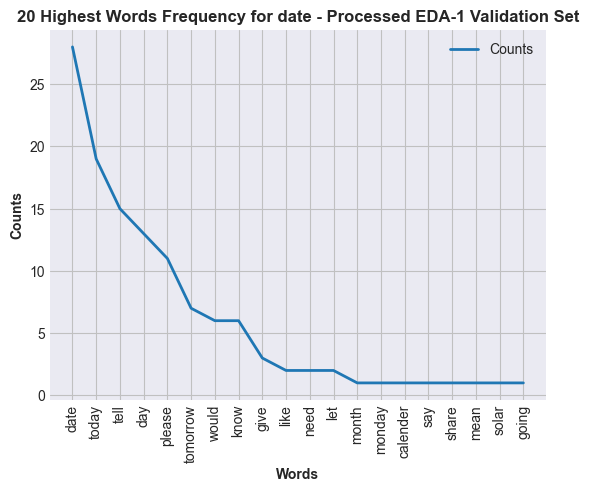 20 Highest Words Frequency for date - Processed EDA-1 Validation Set
Counts
Counts
25
20
15
10
5
0
date
today
tell
day
please
tomorrow
would
know
give
like
need
let
month
monday
calender
say
share
mean
solar
going
Words